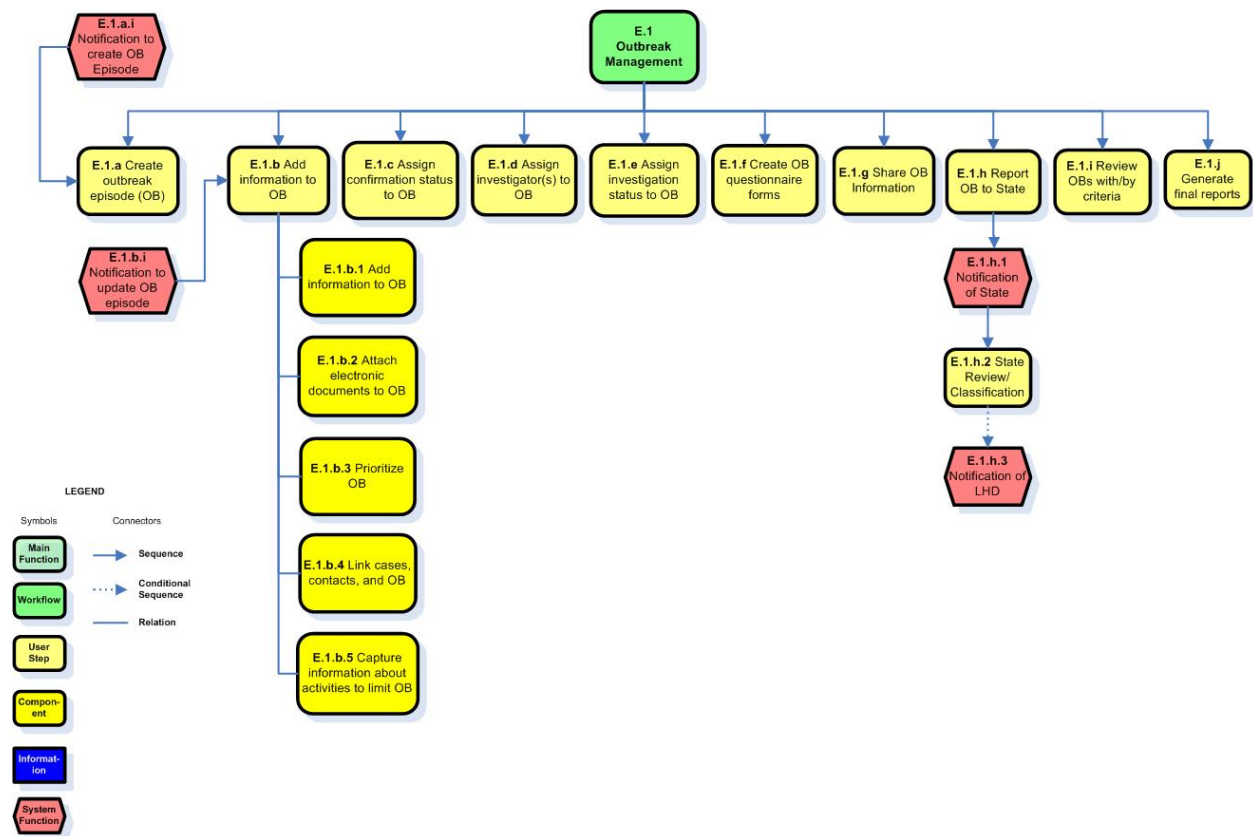 E.1.a.i
Notification to
create OB
Episode
E.1
Outbreak
Management
E.1.a Create
outbreak
episode (OB)
E.1.b Add
information to
OB
E.1.c Assign
confirmation status
to OB
E.1.d Assign
investigator(s) to
OB
E.1.e Assign
investigation
status to OB
E.1.f Create OB
questionnaire
forms
E.1.g Share OB
Information
E.1.h Report
OB to State
E.1.i Review
OBs with/by
criteria
E.1.j
Generate
final reports
E.1.b.i
Notification to
update OB
episode
E.1.b.1 Add
information to OB
E.1.b.2 Attach
electronic
documents to OB
E.1.b.3 Prioritize
OB
E.1.b.4 Link cases,
contacts, and OB
E.1.b.5 Capture
information about
activities to limit OB
E.1.h.1
Notification
of State
E.1.h.2 State
Review/
Classification
E.1.h.3
Notification of
LHD
LEGEND
Symbols
Connectors
Main
Function
Sequence
Workflow
Conditional
Sequence
Relation
User
Step
Compon-
ent
Informat-
ion
System
Function